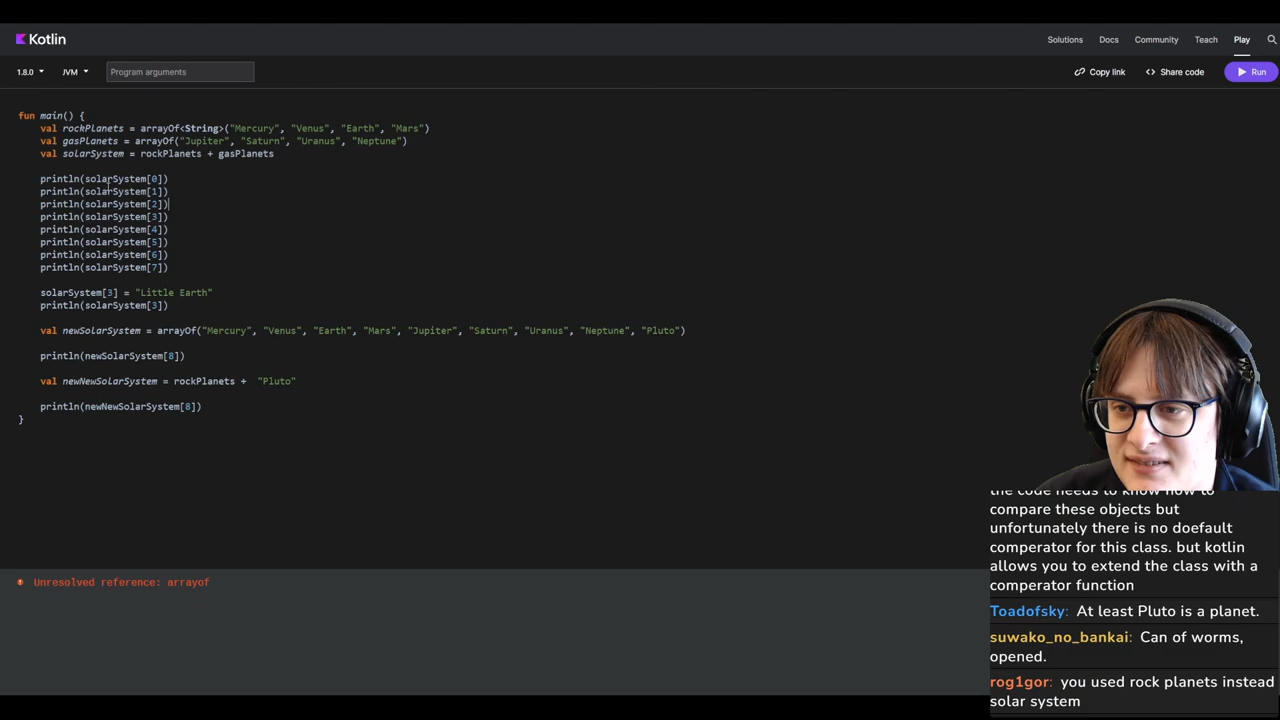 Kotlin
Solutions Docs Community Teach Play
1.8.0 JVM Program arguments Copy link Share code Run
fun main() {
val rockPlanets = arrayOf<String>("Mercury", "Venus", "Earth", "Mars")
val gasPlanets = arrayOf("Jupiter", "Saturn", "Uranus", "Neptune")
val solarSystem = rockPlanets + gasPlanets
println(solarSystem[0])
println(solarSystem[1])
println(solarSystem[2])
println(solarSystem[3])
println(solarSystem[4])
println(solarSystem[5])
println(solarSystem[6])
println(solarSystem[7])
solarSystem[3] = "Little Earth"
println(solarSystem[3])
val newSolarSystem = arrayOf("Mercury", "Venus", "Earth", "Mars", "Jupiter", "Saturn", "Uranus", "Neptune", "Pluto")
println(newSolarSystem[8])
val newNewSolarSystem = rockPlanets +  "Pluto"
println(newNewSolarSystem[8])
}
Unresolved reference: arrayof
the code needs to know how to
compare these objects but
unfortunately there is no doefault
comperator for this class. but kotlin
allows you to extend the class with a
comperator function
Toadofsky: At least Pluto is a planet.
suwako_no_bankai: Can of worms,
opened.
rog1gor: you used rock planets instead
solar system